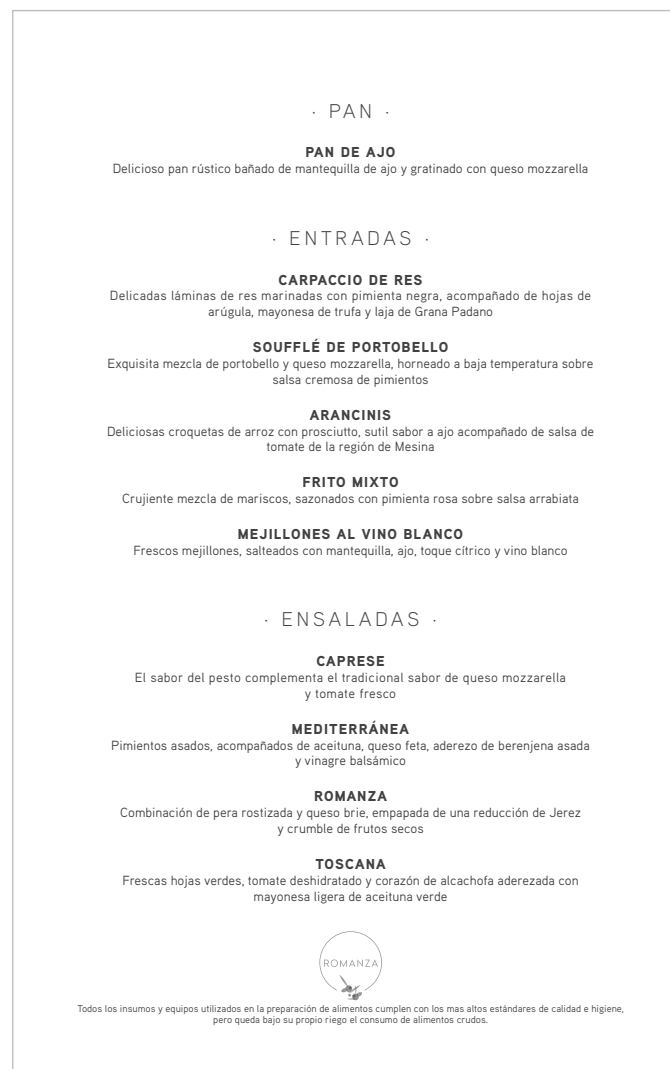 · PAN ·
PAN DE AJO
Delicioso pan rústico bañado de mantequilla de ajo y gratinado con queso mozzarella
· ENTRADAS ·
CARPACCIO DE RES
Delicadas láminas de res marinadas con pimienta negra, acompañado de hojas de
arúgula, mayonesa de trufa y laja de Grana Padano
SOUFFLÉ DE PORTOBELLO
Exquisita mezcla de portobello y queso mozzarella, horneado a baja temperatura sobre
salsa cremosa de pimientos
ARANCINIS
Deliciosas croquetas de arroz con prosciutto, sutil sabor a ajo acompañado de salsa de
tomate de la región de Mesina
FRITO MIXTO
Crujiente mezcla de mariscos, sazonados con pimienta rosa sobre salsa arrabiata
MEJILLONES AL VINO BLANCO
Frescos mejillones, salteados con mantequilla, ajo, toque cítrico y vino blanco
· ENSALADAS ·
CAPRESE
El sabor del pesto complementa el tradicional sabor de queso mozzarella
y tomate fresco
MEDITERRÁNEA
Pimientos asados, acompañados de aceituna, queso feta, aderezo de berenjena asada
y vinagre balsámico
ROMANZA
Combinación de pera rostizada y queso brie, empapada de una reducción de Jerez
y crumble de frutos secos
TOSCANA
Frescas hojas verdes, tomate deshidratado y corazón de alcachofa aderezada con
mayonesa ligera de aceituna verde
ROMANZA
Todos los insumos y equipos utilizados en la preparación de alimentos cumplen con los mas altos estándares de calidad e higiene,
pero queda bajo su propio riego el consumo de alimentos crudos.